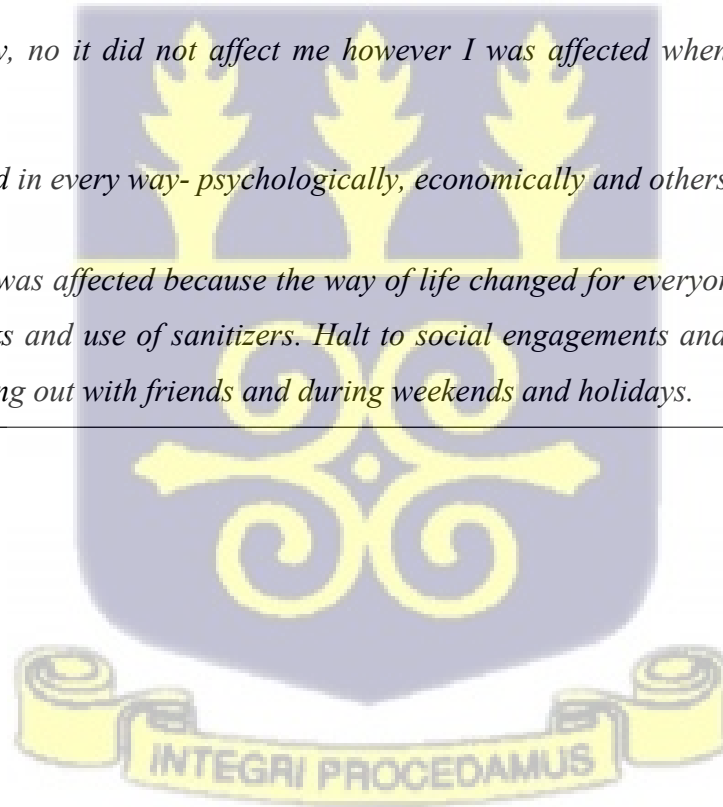 , no it did not affect me however I was affected when
d in every way- psychologically, economically and others
was affected because the way of life changed for everyo
s and use of sanitizers. Halt to social engagements and
ng out with friends and during weekends and holidays.
INTEGRI PROCEDAMUS